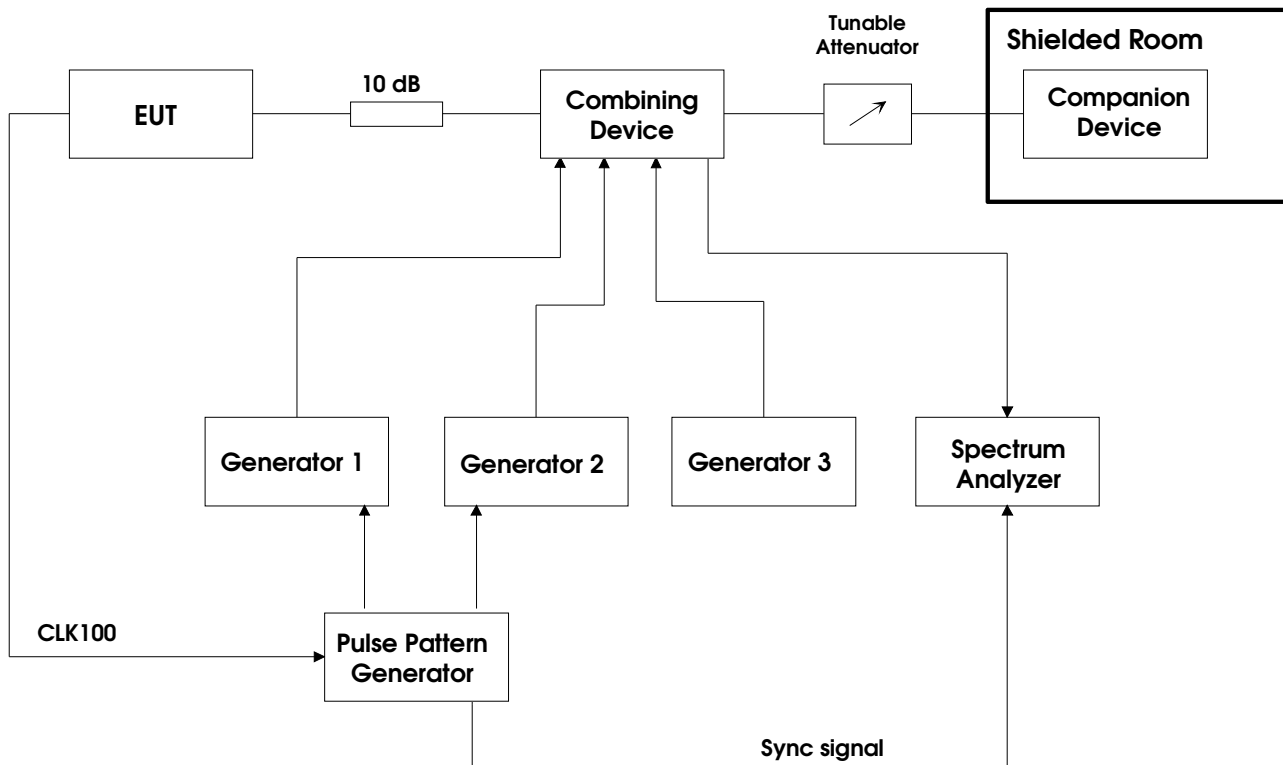 Tunable
Attenuator
Shielded Room
10 dB
EUT
Combining
Device
Companion
Device
Generator 1
Generator 2
Generator 3
Spectrum
Analyzer
CLK100
Pulse Pattern
Generator
Sync signal